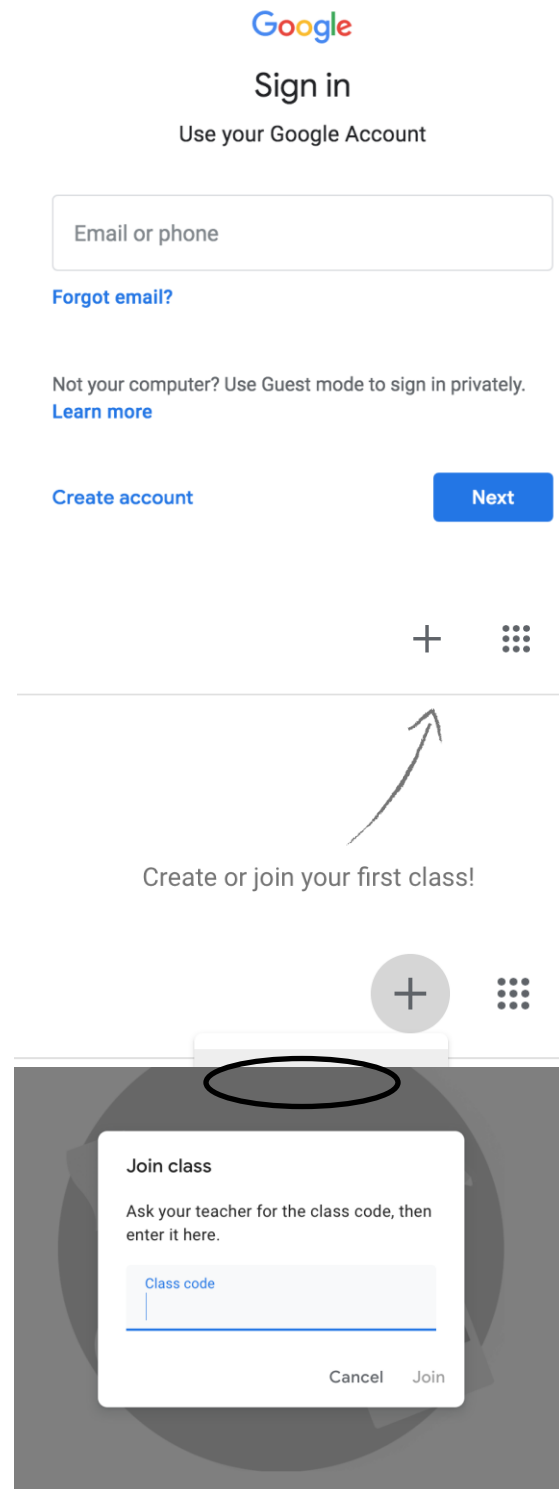 Google
Sign in
Use your Google Account
Email or phone
Forgot email?
Not your computer? Use Guest mode to sign in privately.
Learn more
Create account
Next
Create or join your first class!
Join class
Ask your teacher for the class code, then
enter it here.
Class code
Cancel Join